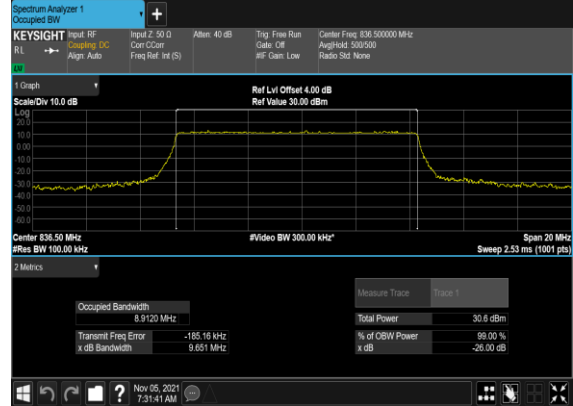 Spectrum Analyzer 1
Occupied BW
+
KEYSIGHT Input: RF Input Z: 50 Ω Atten: 40 dB Trig: Free Run Center Freq: 836.500000 MHz
RL Coupling: DC Corr CCorr Gate: Off Avg|Hold: 500/500
Align: Auto Freq Ref: Int (S) #IF Gain: Low Radio Std: None
LV
1 Graph Ref Lvl Offset 4.00 dB
Scale/Div 10.0 dB Ref Value 30.00 dBm
Log
20.0
10.0
0.00
-10.0
-20.0
-30.0
-40.0
-50.0
-60.0
Center 836.50 MHz #Video BW 300.00 kHz* Span 20 MHz
#Res BW 100.00 kHz Sweep 2.53 ms (1001 pts)
2 Metrics
Measure Trace Trace 1
Occupied Bandwidth
8.9120 MHz Total Power 30.6 dBm
Transmit Freq Error -185.16 kHz % of OBW Power 99.00 %
x dB Bandwidth 9.651 MHz x dB -26.00 dB
? Nov 05, 2021
7:31:41 AM